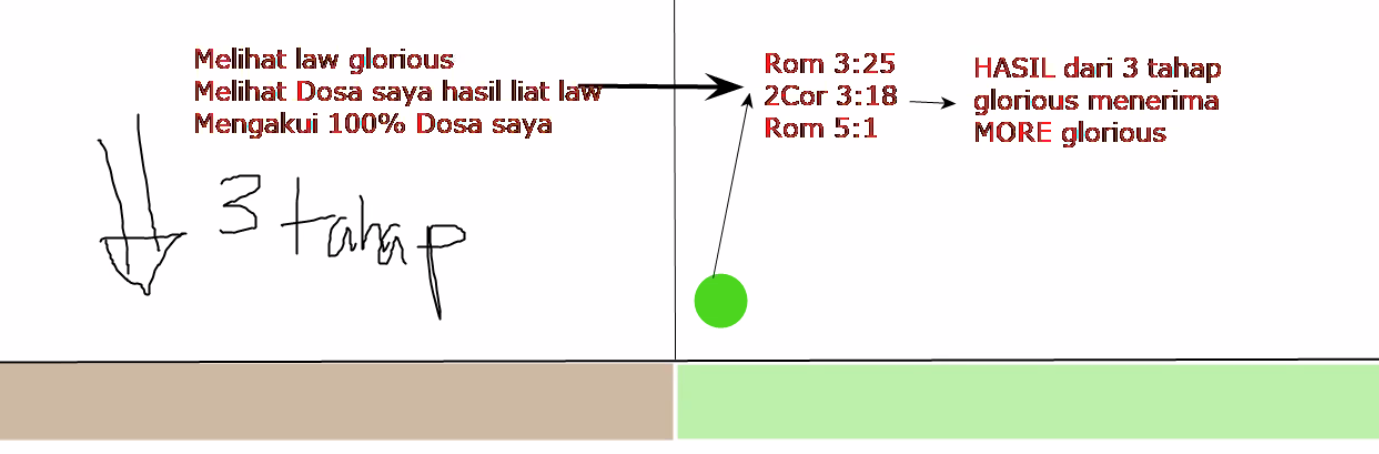 Melihat law glorious
Melihat Dosa saya hasil liat law
Mengakui 100% Dosa saya
3 tahap
Rom 3:25
2Cor 3:18
Rom 5:1
HASIL dari 3 tahap
glorious menerima
MORE glorious